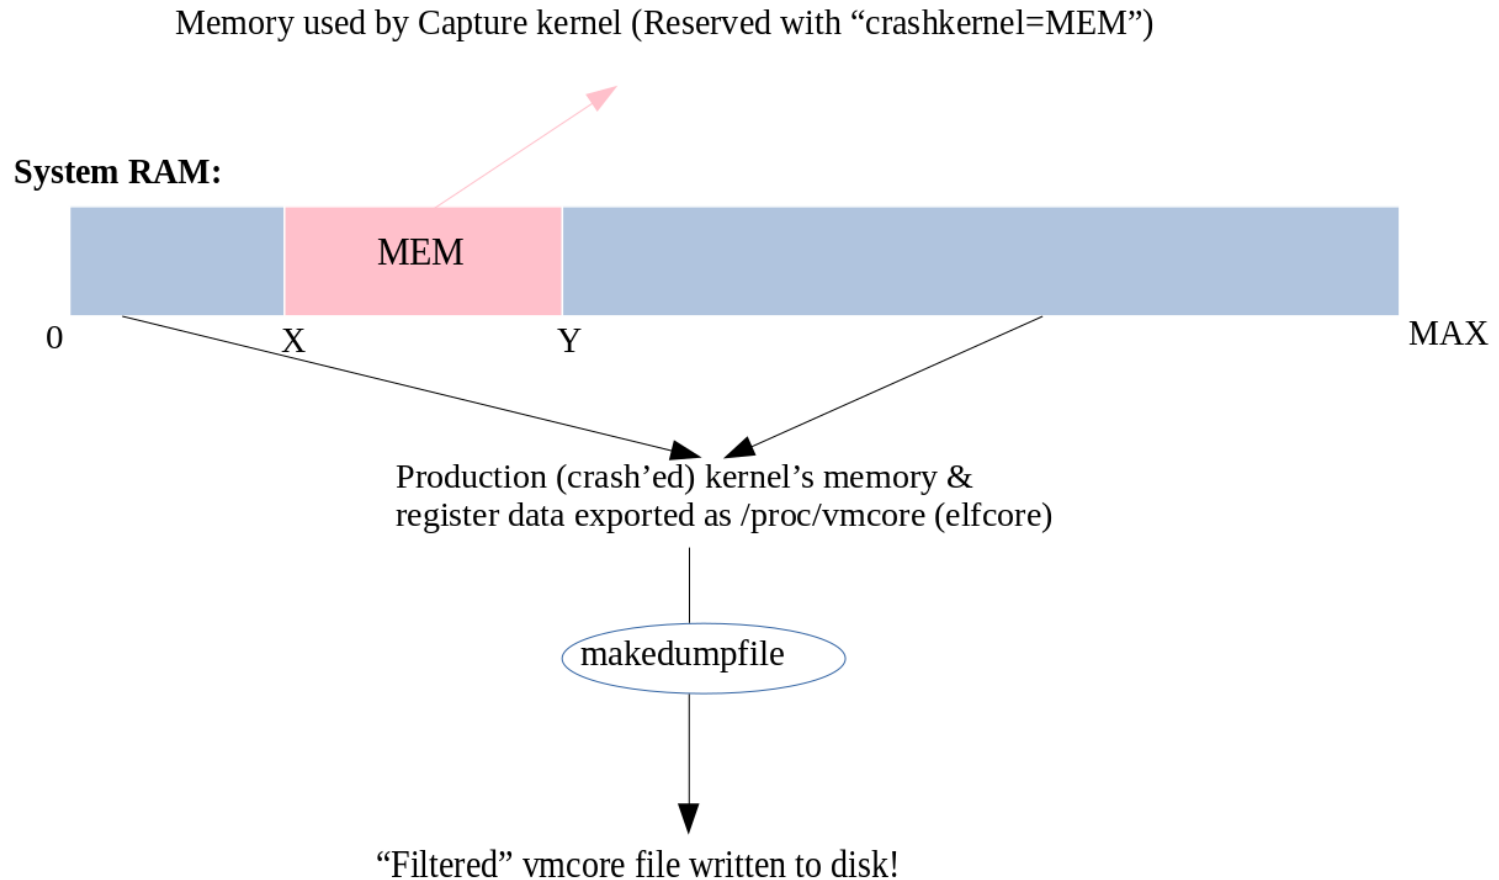 Memory used by Capture kernel (Reserved with “crashkernel=MEM”)
System RAM:
MEM
0
X
Y
MAX
Production (crash’ed) kernel’s memory &
register data exported as /proc/vmcore (elfcore)
makedumpfile
“Filtered” vmcore file written to disk!